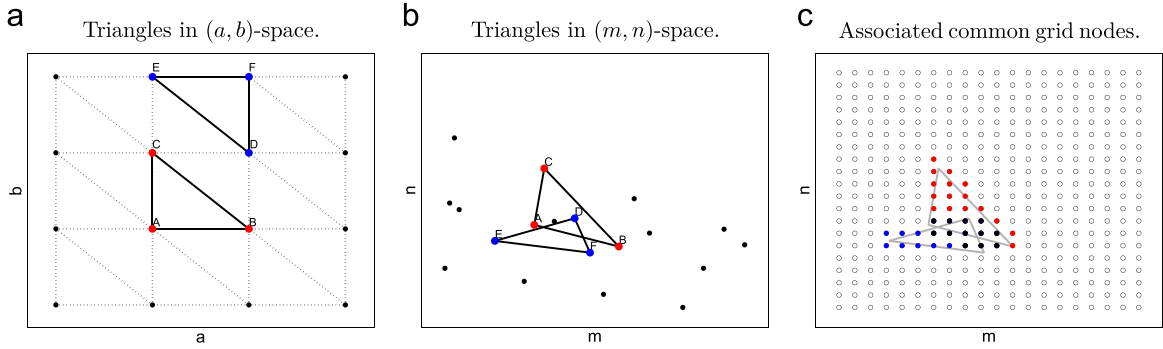 a
Triangles in (a, b)-space.
E
F
C
D
A
B
b
a
b
Triangles in (m, n)-space.
C
D
A
E
F
B
n
m
c
Associated common grid nodes.
n
m